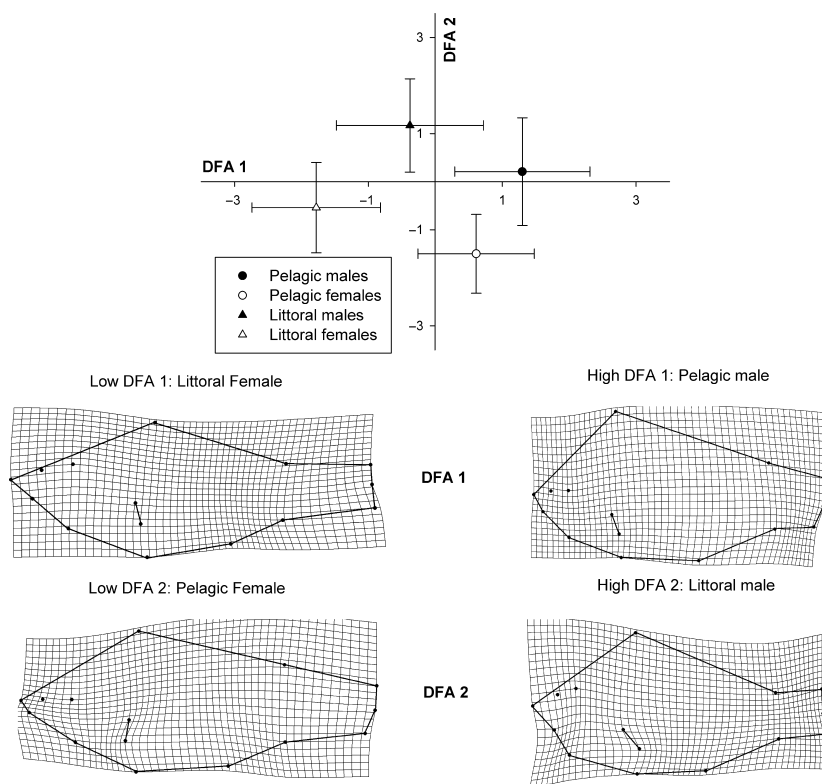 3
DFA 2
1
DFA 1
–3
–1
1
3
–1
–3
Pelagic males
Pelagic females
Littoral males
Littoral females
Low DFA 1: Littoral Female
High DFA 1: Pelagic male
DFA 1
Low DFA 2: Pelagic Female
High DFA 2: Littoral male
DFA 2